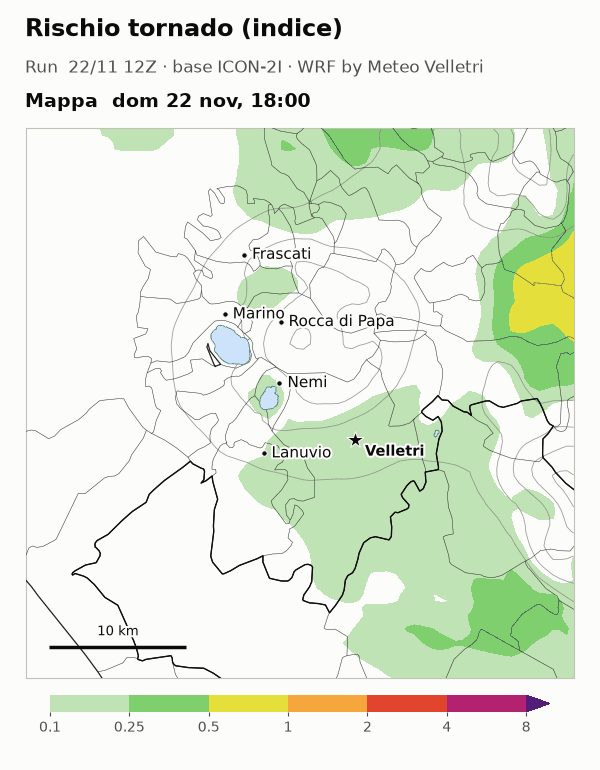 Rischio tornado (indice)
Run  22/11 12Z · base ICON-2I · WRF by Meteo Velletri
Mappa  dom 22 nov, 18:00
Frascati
Marino
Rocca di Papa
Nemi
Velletri
Lanuvio
10 km
0.1 0.25 0.5 1 2 4 8